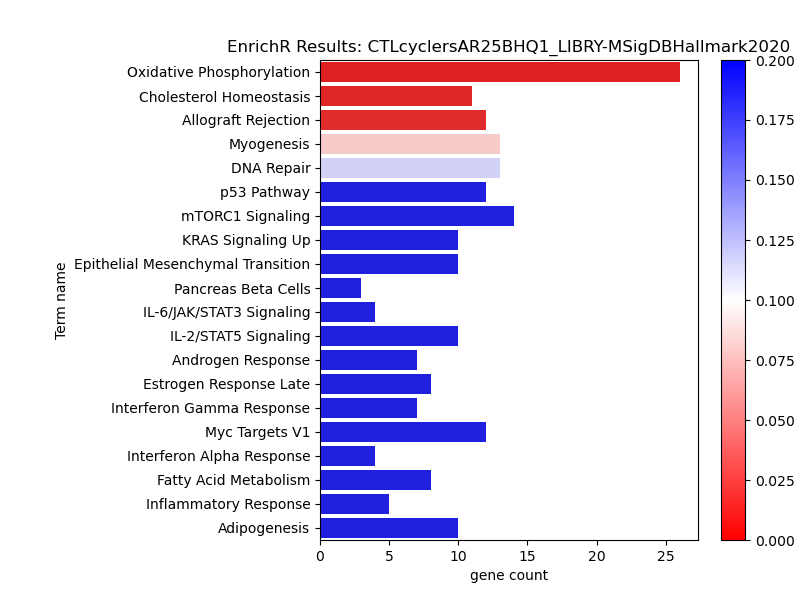 EnrichR Results: CTLcyclersAR25BHQ1_LIBRY-MSigDBHallmark2020
Term name
Oxidative Phosphorylation
Cholesterol Homeostasis
Allograft Rejection
Myogenesis
DNA Repair
p53 Pathway
mTORC1 Signaling
KRAS Signaling Up
Epithelial Mesenchymal Transition
Pancreas Beta Cells
IL-6/JAK/STAT3 Signaling
IL-2/STAT5 Signaling
Androgen Response
Estrogen Response Late
Interferon Gamma Response
Myc Targets V1
Interferon Alpha Response
Fatty Acid Metabolism
Inflammatory Response
Adipogenesis
0 5 10 15 20 25
gene count
0.200
0.175
0.150
0.125
0.100
0.075
0.050
0.025
0.000